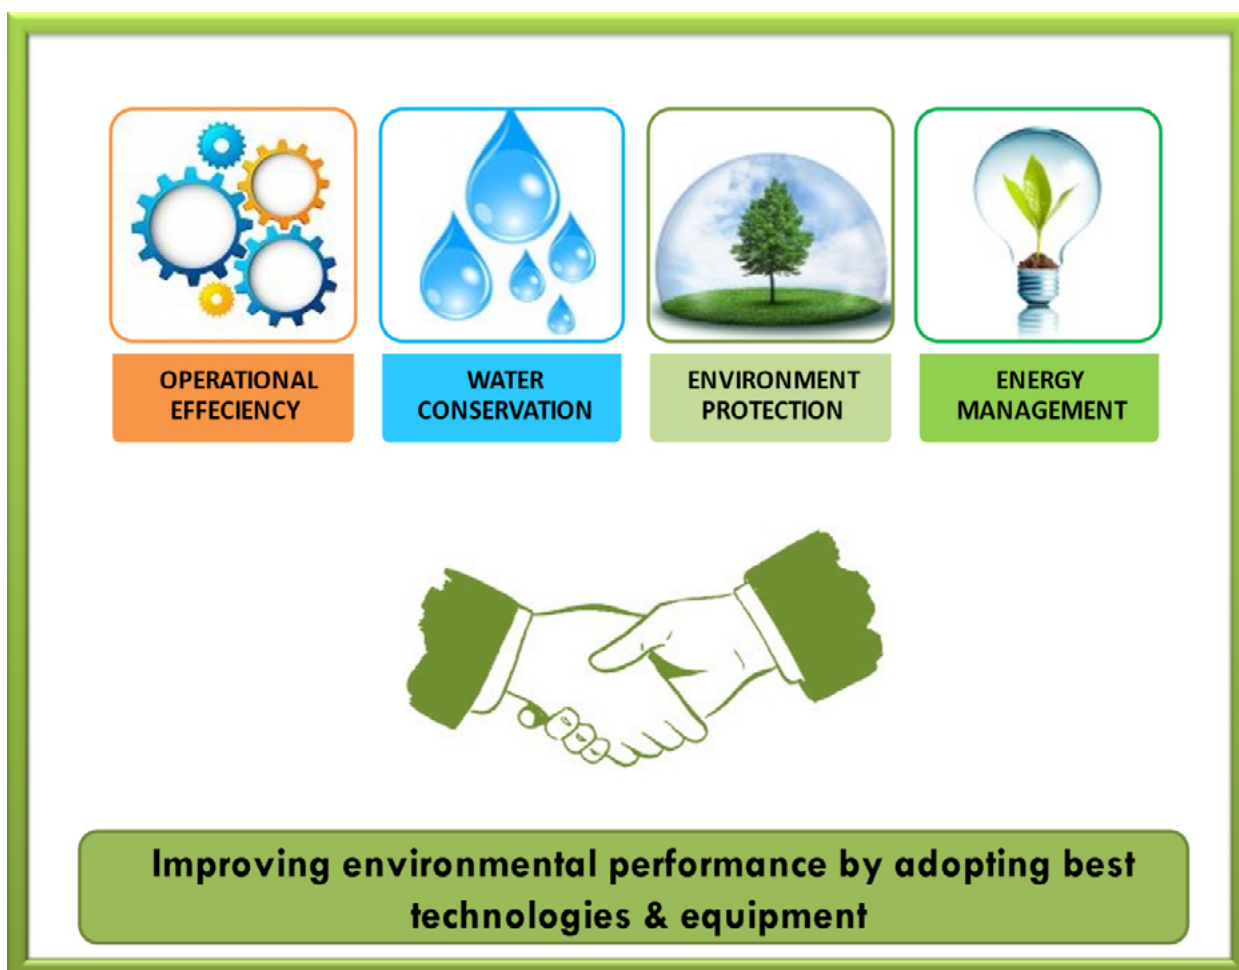 OPERATIONAL
EFFECIENCY
WATER
CONSERVATION
ENVIRONMENT
PROTECTION
ENERGY
MANAGEMENT
Improving environmental performance by adopting best
technologies & equipment